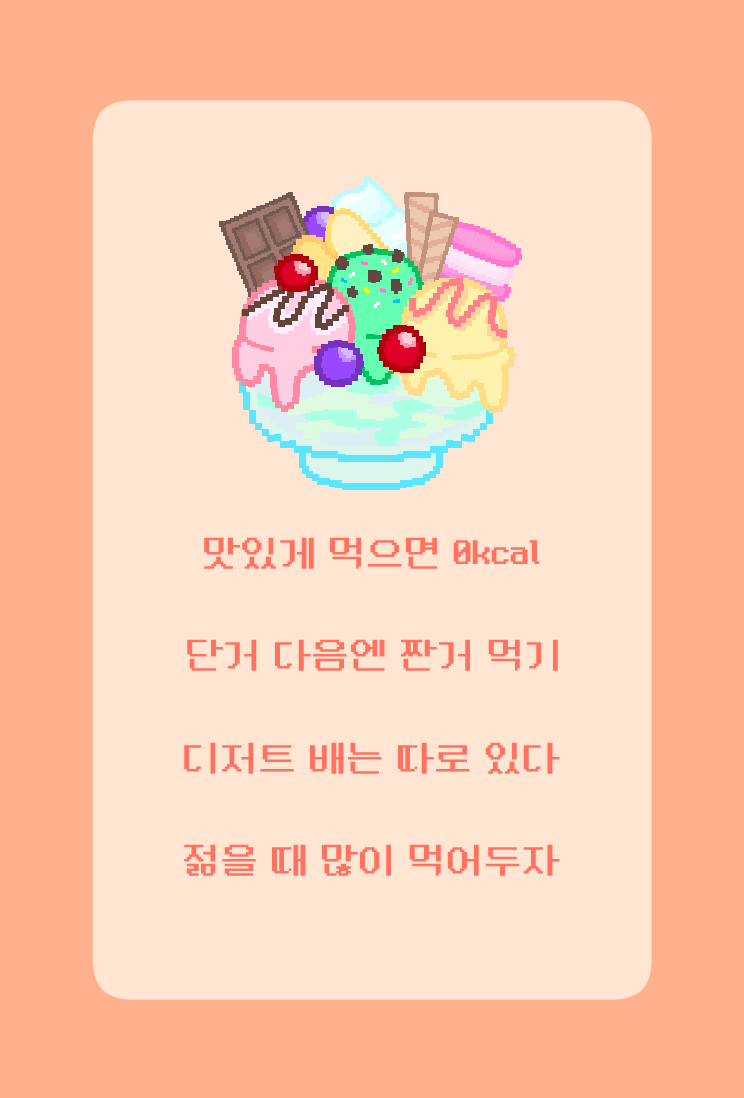 맛있게 먹으면 0kcal
단거 다음엔 짠거 먹기
디저트 배는 따로 있다
젊을 때 많이 먹어두자